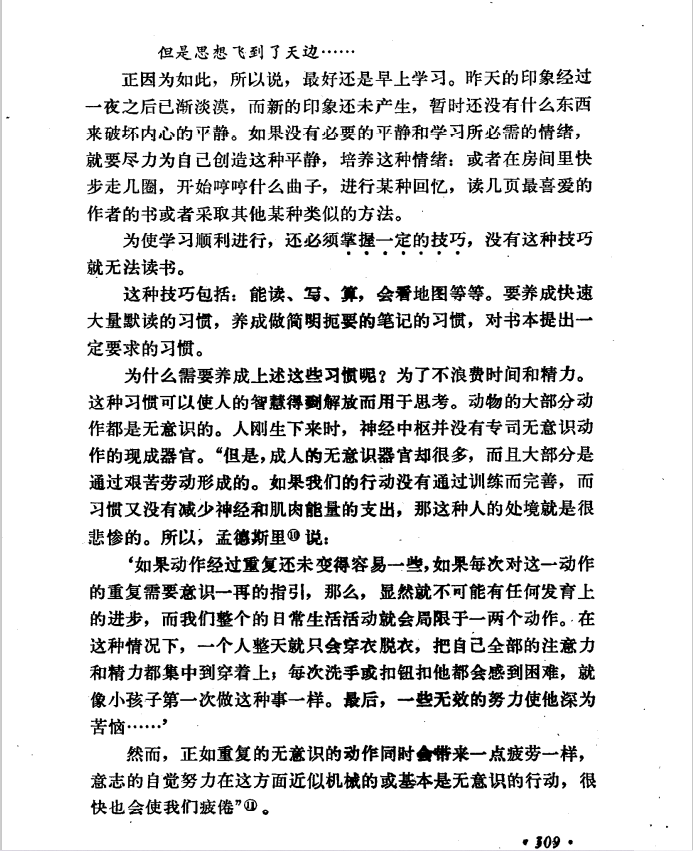 但是思想飞到了天边……
正因为如此，所以说，最好还是早上学习。昨天的印象经过
一夜之后已渐淡漠，而新的印象还未产生，暂时还没有什么东西
来破坏内心的平静。如果没有必要的平静和学习所必需的情绪，
就要尽力为自己创造这种平静，培养这种情绪：或者在房间里快
步走几圈，开始哼哼什么曲子，进行某种回忆，读几页最喜爱的
作者的书或者采取其他某种类似的方法。
为使学习顺利进行，还必须掌握一定的技巧，没有这种技巧
就无法读书。
这种技巧包括：能读、写、算，会看地图等等。要养成快速
大量默读的习惯，养成做简明扼要的笔记的习惯，对书本提出一
定要求的习惯。
为什么需要养成上述这些习惯呢？为了不浪费时间和精力。
这种习惯可以使人的智慧得到解放而用于思考。动物的大部分动
作都是无意识的。人刚生下来时，神经中枢并没有专司无意识动
作的现成器官。“但是，成人的无意识器官却很多，而且大部分是
通过艰苦劳动形成的。如果我们的行动没有通过训练而完善，而
习惯又没有减少神经和肌肉能量的支出，那这种人的处境就是很
悲惨的。所以，孟德斯里⑩说：
‘如果动作经过重复还未变得容易一些，如果每次对这一动作
的重复需要意识一再的指引，那么，显然就不可能有任何发育上
的进步，而我们整个的日常生活活动就会局限于一两个动作。在
这种情况下，一个人整天就只会穿衣脱衣，把自己全部的注意力
和精力都集中到穿着上；每次洗手或扣钮扣他都会感到困难，就
像小孩子第一次做这种事一样。最后，一些无效的努力使他深为
苦恼……’
然而，正如重复的无意识的动作同时会带来一点疲劳一样，
意志的自觉努力在这方面近似机械的或基本是无意识的行动，很
快也会使我们疲倦”⑪。
·309·